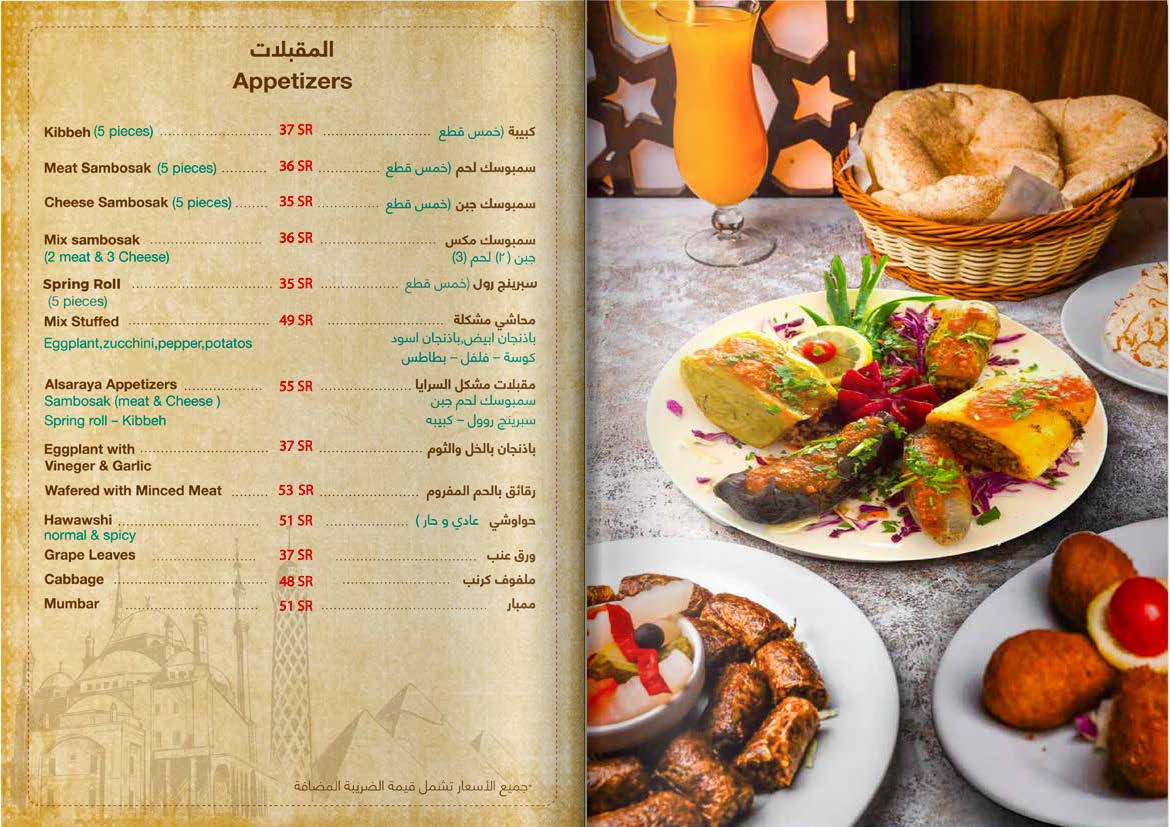 المقبلات
Appetizers
Kibbeh (5 pieces) ........................ 37 SR ........................ كبيبة (خمس قطع
Meat Sambosak (5 pieces) .......... 36 SR .............. سمبوسك لحم (خمس قطع
Cheese Sambosak (5 pieces) ....... 35 SR .............. سمبوسك جبن (خمس قطع
Mix sambosak ........................ 36 SR ........................ سمبوسك مكس
(2 meat & 3 Cheese) جبن (٢) لحم (3)
Spring Roll ........................ 35 SR .................. سبرينج رول (خمس قطع
(5 pieces)
Mix Stuffed ........................ 49 SR ........................ محاشي مشكلة
Eggplant,zucchini,pepper,potatos باذنجان ابيض,باذنجان اسود
كوسة – فلفل – بطاطس
Alsaraya Appetizers .................. 55 SR .................. مقبلات مشكل السرايا
Sambosak (meat & Cheese ) سمبوسك لحم جبن
Spring roll – Kibbeh سبرينج روول – كبيبه
Eggplant with ........................ 37 SR .................. باذنجان بالخل والثوم
Vineger & Garlic
Wafered with Minced Meat ........ 53 SR .................. رقائق بالحم المفروم
Hawawshi ........................ 51 SR .............. حواوشي عادي و حار )
normal & spicy
Grape Leaves ........................ 37 SR ........................ ورق عنب
Cabbage ........................ 48 SR ........................ ملفوف كرنب
Mumbar ........................ 51 SR ........................ ممبار
-جميع الأسعار تشمل قيمة الضريبة المضافة